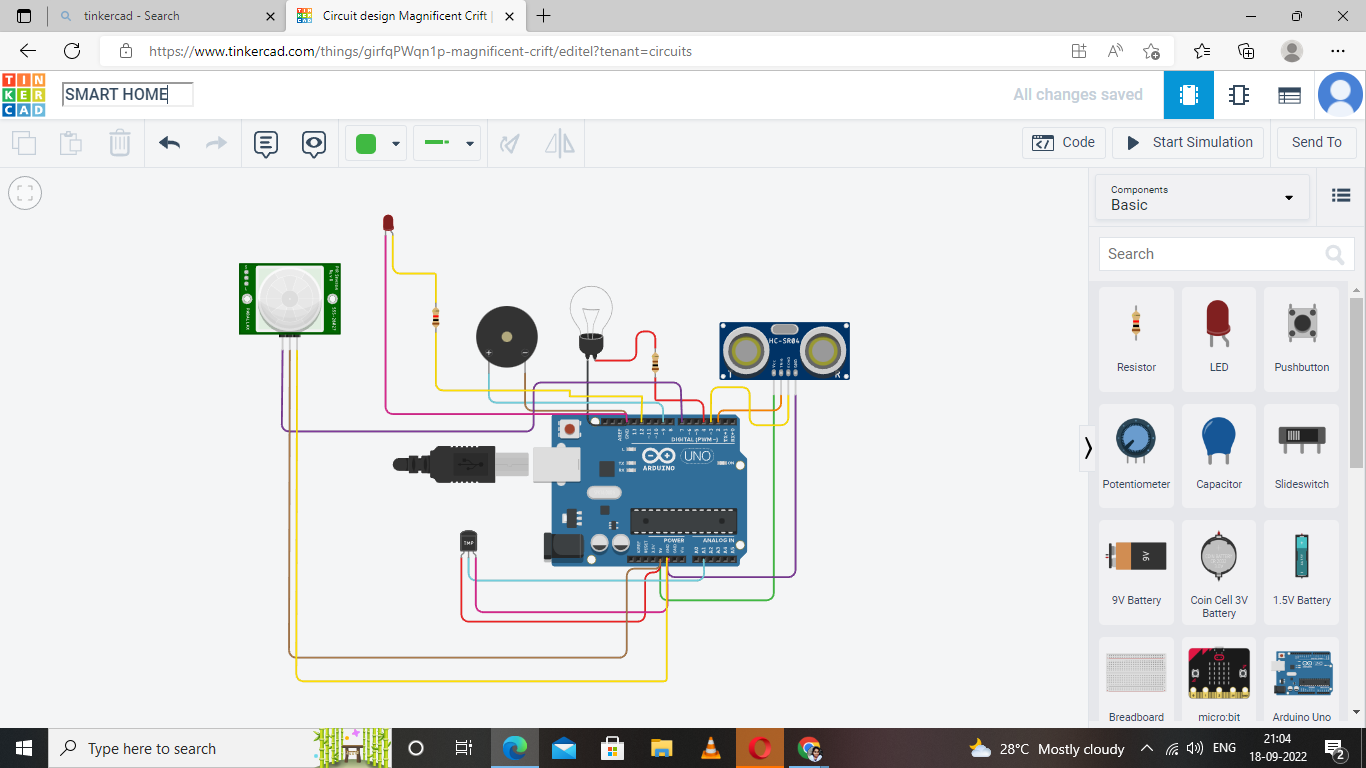 tinkercad - Search
Circuit design Magnificent Crift |
https://www.tinkercad.com/things/girfqPWqn1p-magnificent-crift/editel?tenant=circuits
TIN
KER
CAD
SMART HOME
All changes saved
Code
Start Simulation
Send To
Components
Basic
Search
Resistor
LED
Pushbutton
Potentiometer
Capacitor
Slideswitch
9V
9V Battery
Coin Cell 3V
Battery
1.5V Battery
Breadboard
micro:bit
Arduino Uno
HC-SR04
DIGITAL (PWM~)
UNO
ARDUINO
TMP
POWER
ANALOG IN
Type here to search
28°C Mostly cloudy
ENG
21:04
18-09-2022
2